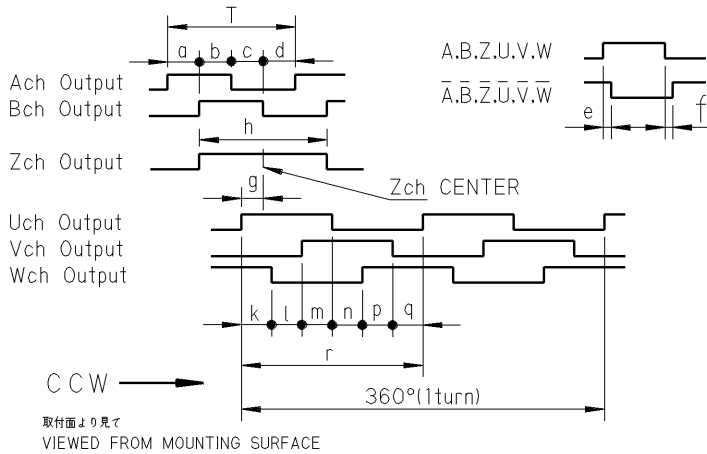 T
a b c d
Ach Output
Bch Output
h
Zch Output
g
Zch CENTER
A.B.Z.U.V.W
A̅.B̅.Z̅.U̅.V̅.W̅
e f
Uch Output
Vch Output
Wch Output
k l m n p q
r
CCW
360°(1turn)
取付面より見て
VIEWED FROM MOUNTING SURFACE